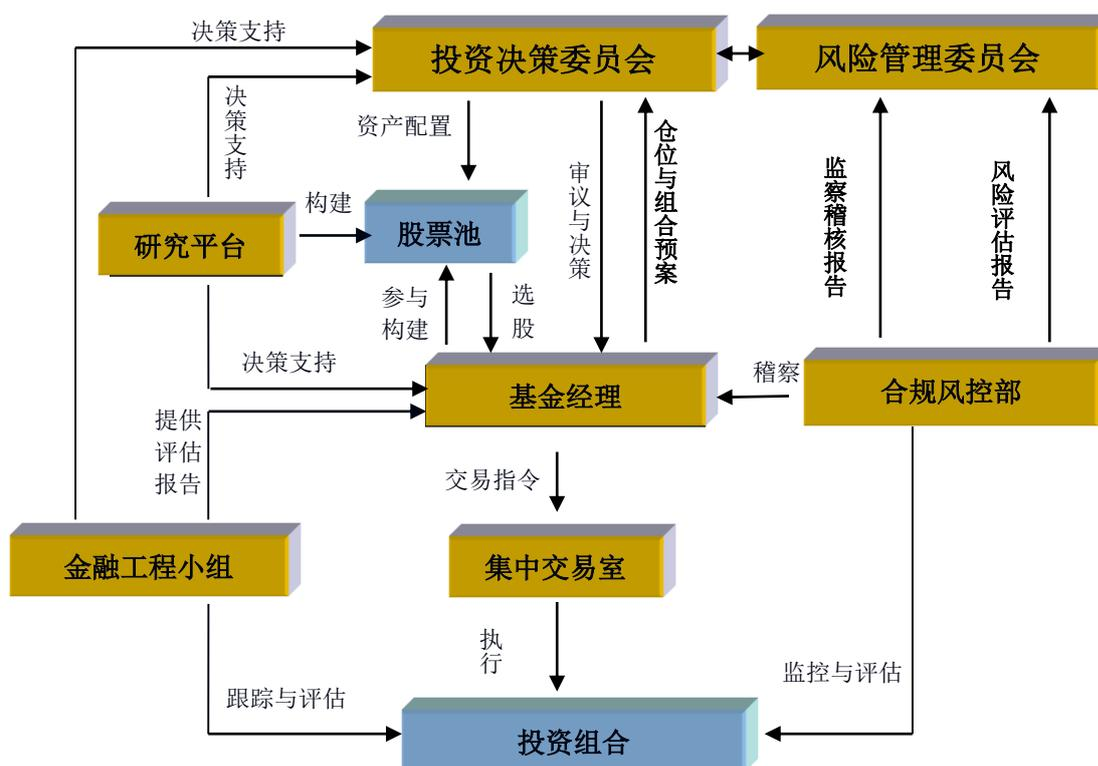 决策支持
投资决策委员会
风险管理委员会
决策支持
资产配置
审议与决策
仓位与组合预案
监察稽核报告
风险评估报告
研究平台
构建
股票池
参与
构建
选股
决策支持
基金经理
稽察
合规风控部
提供
评估
报告
交易指令
金融工程小组
集中交易室
执行
跟踪与评估
监控与评估
投资组合